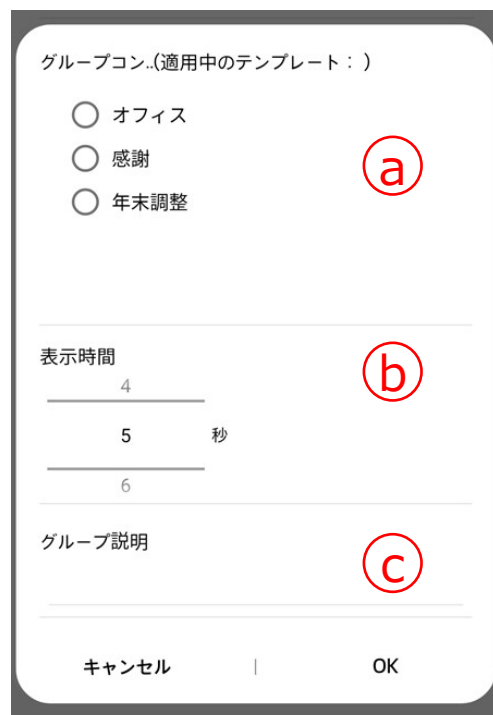 グループコン..(適用中のテンプレート： )
オフィス
感謝
年末調整
a
表示時間
b
4
5 秒
6
グループ説明
c
キャンセル | OK